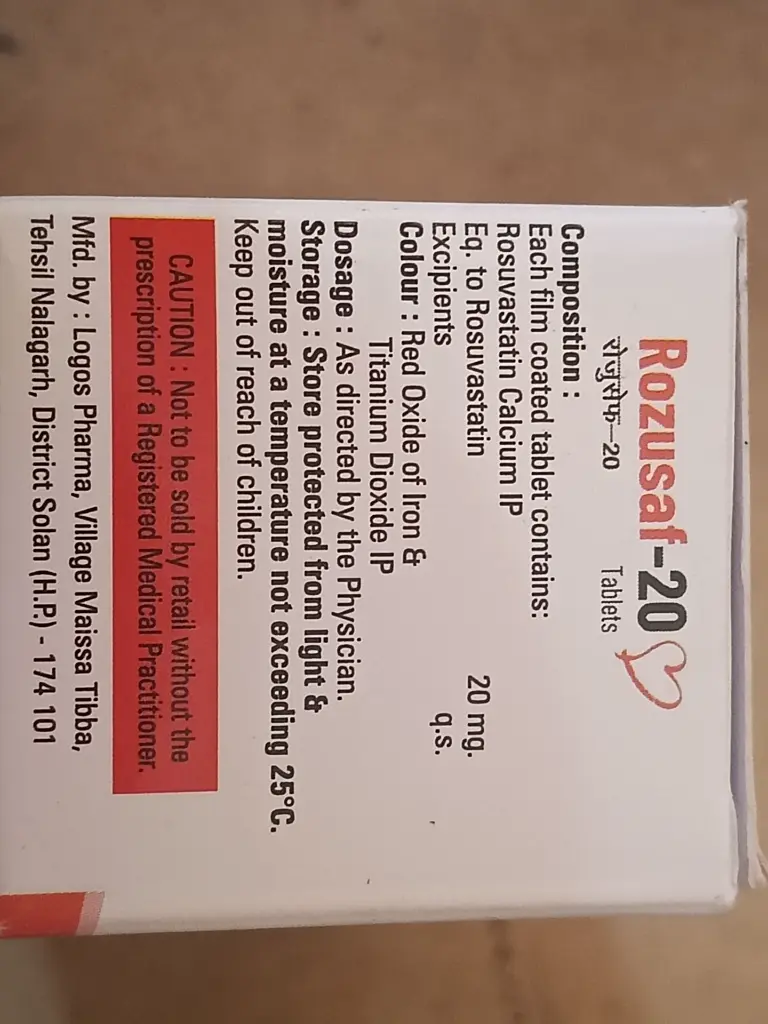 Rozusaf-20
रोजुसेफ–20
Tablets
Composition :
Each film coated tablet contains:
Rosuvastatin Calcium IP
Eq. to Rosuvastatin 20 mg.
Excipients q.s.
Colour : Red Oxide of Iron &
Titanium Dioxide IP
Dosage : As directed by the Physician.
Storage : Store protected from light &
moisture at a temperature not exceeding 25°C.
Keep out of reach of children.
CAUTION : Not to be sold by retail without the
prescription of a Registered Medical Practitioner.
Mfd. by : Logos Pharma, Village Maissa Tibba,
Tehsil Nalagarh, District Solan (H.P.) - 174 101